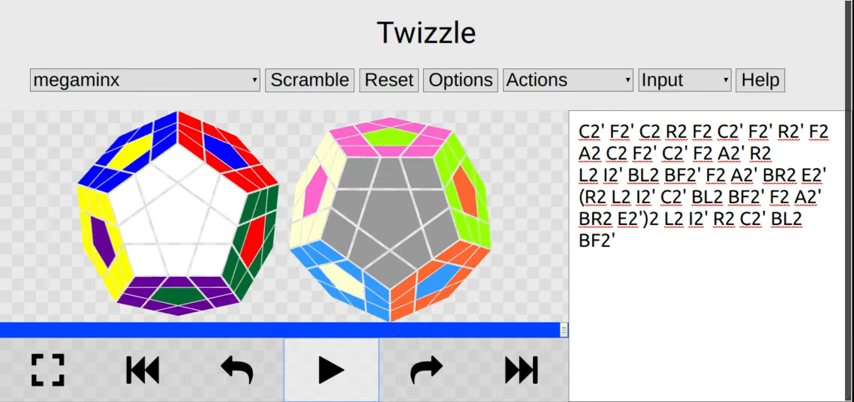 Twizzle
megaminx Scramble Reset Options Actions Input Help
C2' F2' C2 R2 F2 C2' F2' R2' F2
A2 C2 F2' C2' F2 A2' R2
L2 I2' BL2 BF2' F2 A2' BR2 E2'
(R2 L2 I2' C2' BL2 BF2' F2 A2'
BR2 E2')2 L2 I2' R2 C2' BL2
BF2'